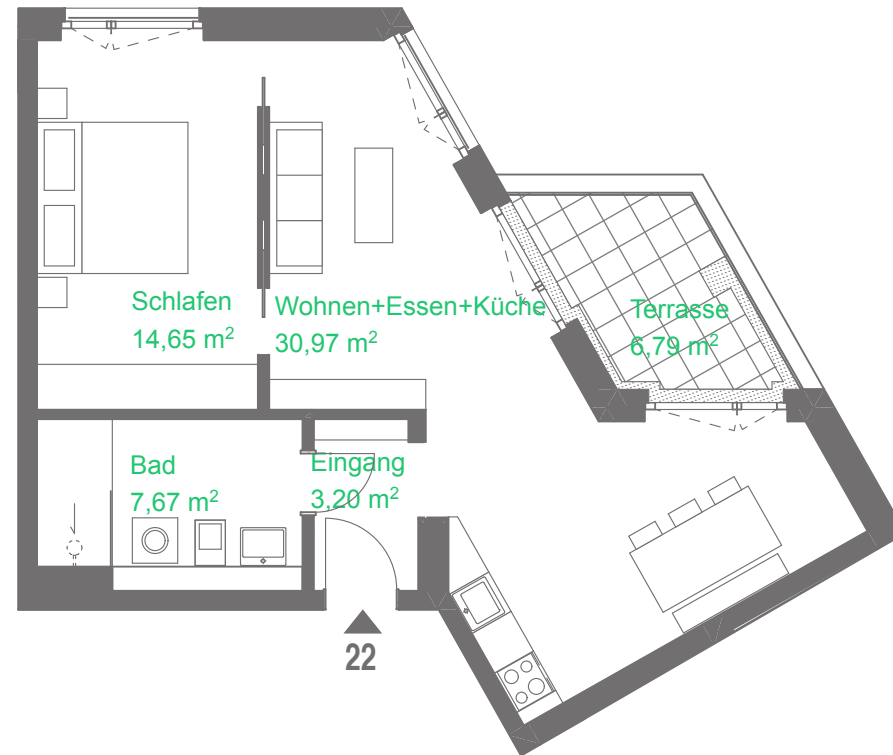 Schlafen
14,65 m²
Wohnen+Essen+Küche
30,97 m²
Terrasse
6,79 m²
Bad
7,67 m²
Eingang
3,20 m²
22